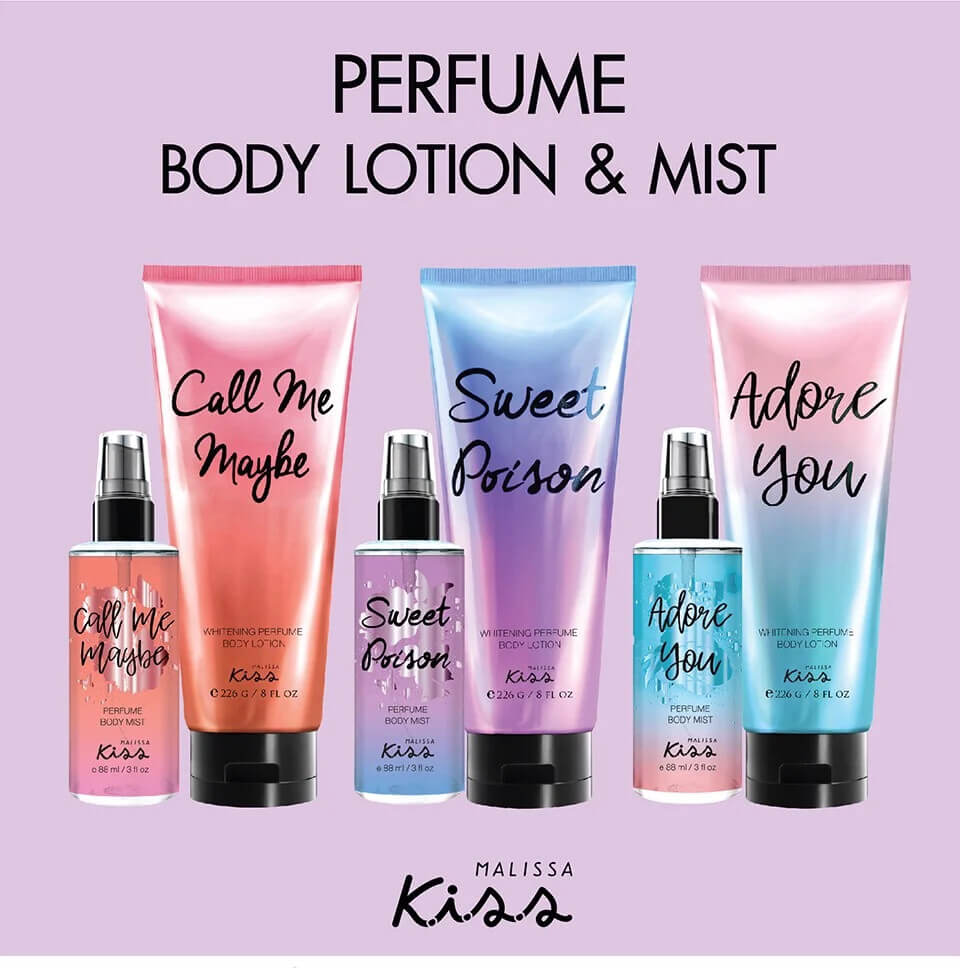 PERFUME
BODY LOTION & MIST
Call Me
Maybe
WHITENING PERFUME
BODY LOTION
MALISSA
Kiss
e 226 G / 8 FL OZ
Call Me
Maybe
PERFUME
BODY MIST
MALISSA
Kiss
e 88 ml / 3 fl oz
Sweet
Poison
WHITENING PERFUME
BODY LOTION
MALISSA
Kiss
e 226 G / 8 FL OZ
Sweet
Poison
PERFUME
BODY MIST
MALISSA
Kiss
e 88 ml / 3 fl oz
Adore
You
WHITENING PERFUME
BODY LOTION
MALISSA
Kiss
e 226 G / 8 FL OZ
Adore
You
PERFUME
BODY MIST
MALISSA
Kiss
e 88 ml / 3 fl oz
MALISSA
K.i.s.s